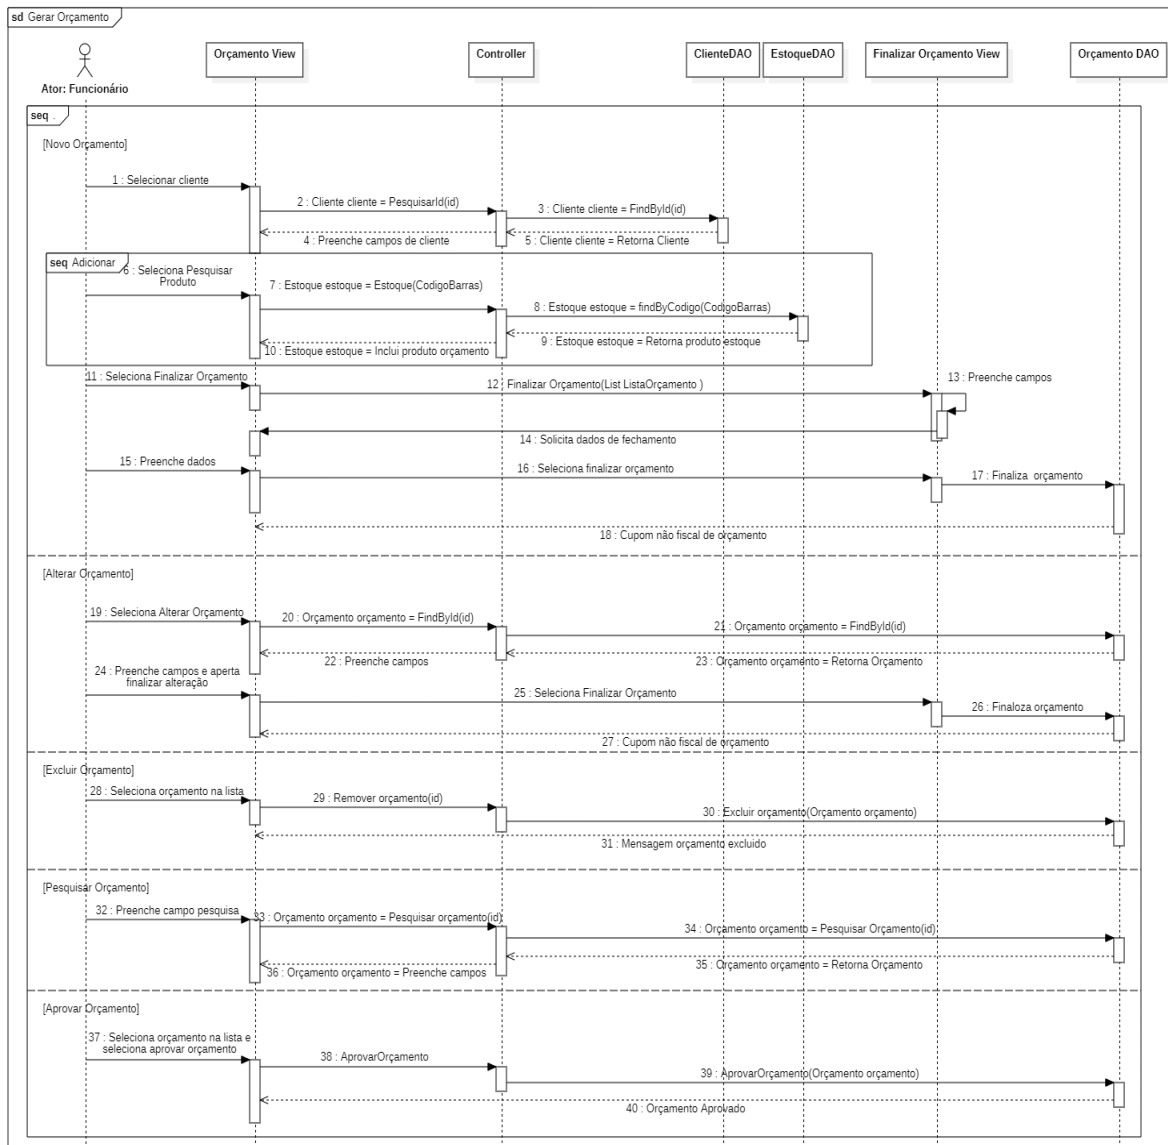 sd Gerar Orçamento
Orçamento View
Controller
ClienteDAO
EstoqueDAO
Finalizar Orçamento View
Orçamento DAO
Ator: Funcionário
seq .
[Novo Orçamento]
1 : Selecionar cliente
2 : Cliente cliente = PesquisarId(id)
3 : Cliente cliente = FindById(id)
4 : Preenche campos de cliente
5 : Cliente cliente = Retorna Cliente
seq Adicionar
6 : Seleciona Pesquisar
Produto
7 : Estoque estoque = Estoque(CodigoBarras)
8 : Estoque estoque = findByCodigo(CodigoBarras)
9 : Estoque estoque = Retorna produto estoque
10 : Estoque estoque = Inclui produto orçamento
11 : Seleciona Finalizar Orçamento
12 : Finalizar Orçamento(List ListaOrçamento )
13 : Preenche campos
14 : Solicita dados de fechamento
15 : Preenche dados
16 : Seleciona finalizar orçamento
17 : Finaliza  orçamento
18 : Cupom não fiscal de orçamento
[Alterar Orçamento]
19 : Seleciona Alterar Orçamento
20 : Orçamento orçamento = FindById(id)
21 : Orçamento orçamento = FindById(id)
22 : Preenche campos
23 : Orçamento orçamento = Retorna Orçamento
24 : Preenche campos e aperta
finalizar alteração
25 : Seleciona Finalizar Orçamento
26 : Finaloza orçamento
27 : Cupom não fiscal de orçamento
[Excluir Orçamento]
28 : Seleciona orçamento na lista
29 : Remover orçamento(id)
30 : Excluir orçamento(Orçamento orçamento)
31 : Mensagem orçamento excluido
[Pesquisar Orçamento]
32 : Preenche campo pesquisa
33 : Orçamento orçamento = Pesquisar orçamento(id)
34 : Orçamento orçamento = Pesquisar Orçamento(id)
35 : Orçamento orçamento = Retorna Orçamento
36 : Orçamento orçamento = Preenche campos
[Aprovar Orçamento]
37 : Seleciona orçamento na lista e
seleciona aprovar orçamento
38 : AprovarOrçamento
39 : AprovarOrçamento(Orçamento orçamento)
40 : Orçamento Aprovado